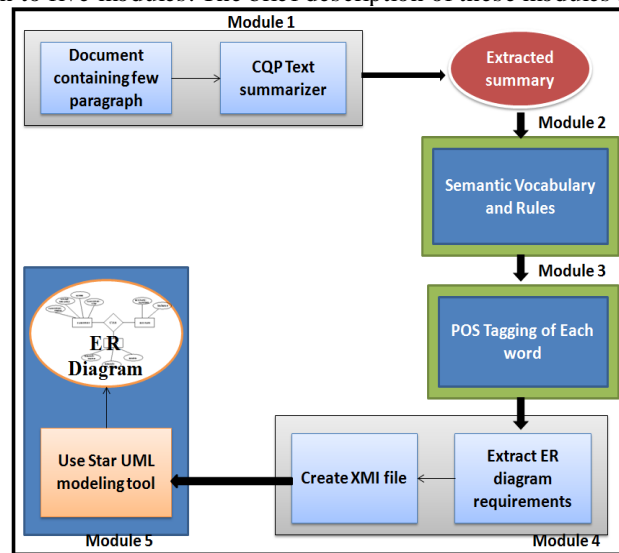 n to five modules. The brief description of these modules
Module 1
Document
containing few
paragraph
CQP Text
summarizer
Extracted
summary
Module 2
Semantic Vocabulary
and Rules
Module 3
POS Tagging of Each
word
E R
Diagram
Use Star UML
modeling tool
Module 5
Create XMI file
Extract ER
diagram
requirements
Module 4